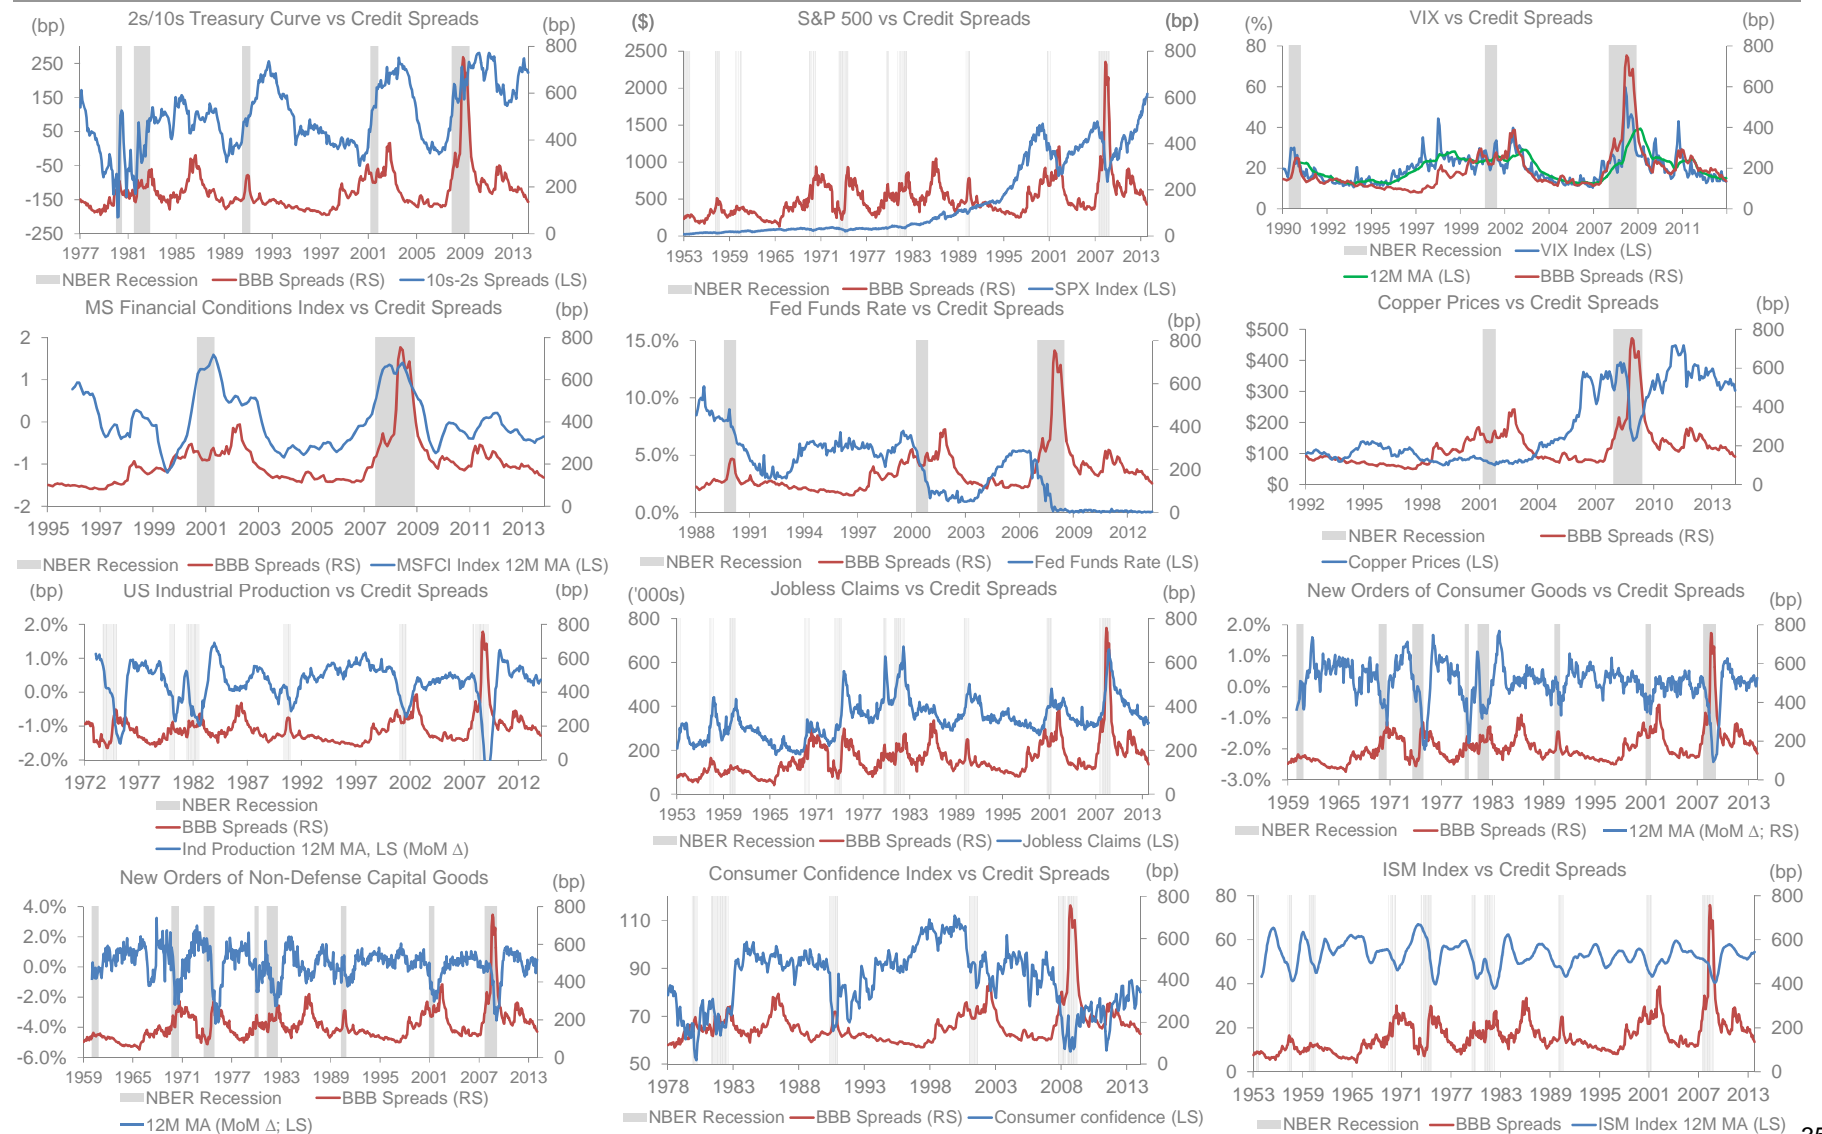 2s/10s Treasury Curve vs Credit Spreads
(bp) (bp)
250 150 50 -50 -150 -250
800 600 400 200 0
1977 1981 1985 1989 1993 1997 2001 2005 2009 2013
NBER Recession BBB Spreads (RS) 10s-2s Spreads (LS)
S&P 500 vs Credit Spreads
($) (bp)
2500 2000 1500 1000 500 0
800 600 400 200 0
1953 1959 1965 1971 1977 1983 1989 1995 2001 2007 2013
NBER Recession BBB Spreads (RS) SPX Index (LS)
VIX vs Credit Spreads
(%) (bp)
80 60 40 20 0
800 600 400 200 0
1990 1992 1995 1997 1999 2002 2004 2007 2009 2011
NBER Recession VIX Index (LS)
12M MA (LS) BBB Spreads (RS)
MS Financial Conditions Index vs Credit Spreads
(bp)
2 1 0 -1 -2
800 600 400 200 0
1995 1997 1999 2001 2003 2005 2007 2009 2011 2013
NBER Recession BBB Spreads (RS) MSFCI Index 12M MA (LS)
Fed Funds Rate vs Credit Spreads
(bp)
15.0% 10.0% 5.0% 0.0%
800 600 400 200 0
1988 1991 1994 1997 2000 2003 2006 2009 2012
NBER Recession BBB Spreads (RS) Fed Funds Rate (LS)
Copper Prices vs Credit Spreads
(bp)
$500 $400 $300 $200 $100 $0
800 600 400 200 0
1992 1995 1998 2001 2004 2007 2010 2013
NBER Recession BBB Spreads (RS)
Copper Prices (LS)
US Industrial Production vs Credit Spreads
(bp) (bp)
2.0% 1.0% 0.0% -1.0% -2.0%
800 600 400 200 0
1972 1977 1982 1987 1992 1997 2002 2007 2012
NBER Recession
BBB Spreads (RS)
Ind Production 12M MA, LS (MoM Δ)
Jobless Claims vs Credit Spreads
('000s) (bp)
800 600 400 200 0
800 600 400 200 0
1953 1959 1965 1971 1977 1983 1989 1995 2001 2007 2013
NBER Recession BBB Spreads (RS) Jobless Claims (LS)
New Orders of Consumer Goods vs Credit Spreads
(bp)
2.0% 1.0% 0.0% -1.0% -2.0% -3.0%
800 600 400 200 0
1959 1965 1971 1977 1983 1989 1995 2001 2007 2013
NBER Recession BBB Spreads (RS) 12M MA (MoM Δ; RS)
New Orders of Non-Defense Capital Goods
(bp)
4.0% 2.0% 0.0% -2.0% -4.0% -6.0%
800 600 400 200 0
1959 1965 1971 1977 1983 1989 1995 2001 2007 2013
NBER Recession BBB Spreads (RS)
12M MA (MoM Δ; LS)
Consumer Confidence Index vs Credit Spreads
(bp)
110 90 70 50
800 600 400 200 0
1978 1983 1988 1993 1998 2003 2008 2013
NBER Recession BBB Spreads (RS) Consumer confidence (LS)
ISM Index vs Credit Spreads
(bp)
80 60 40 20 0
800 600 400 200 0
1953 1959 1965 1971 1977 1983 1989 1995 2001 2007 2013
NBER Recession BBB Spreads ISM Index 12M MA (LS)